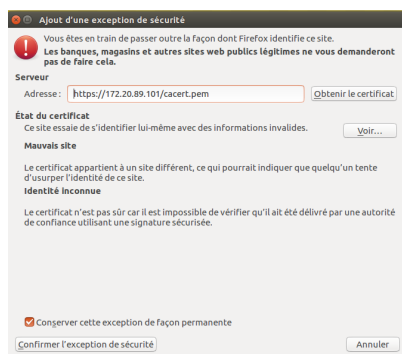 Ajout d'une exception de sécurité
Vous êtes en train de passer outre la façon dont Firefox identifie ce site.
Les banques, magasins et autres sites web publics légitimes ne vous demanderont
pas de faire cela.
Serveur
Adresse : https://172.20.89.101/cacert.pem Obtenir le certificat
État du certificat
Ce site essaie de s'identifier lui-même avec des informations invalides. Voir...
Mauvais site
Le certificat appartient à un site différent, ce qui pourrait indiquer que quelqu'un tente
d'usurper l'identité de ce site.
Identité inconnue
Le certificat n'est pas sûr car il est impossible de vérifier qu'il ait été délivré par une autorité
de confiance utilisant une signature sécurisée.
Conserver cette exception de façon permanente
Confirmer l'exception de sécurité Annuler